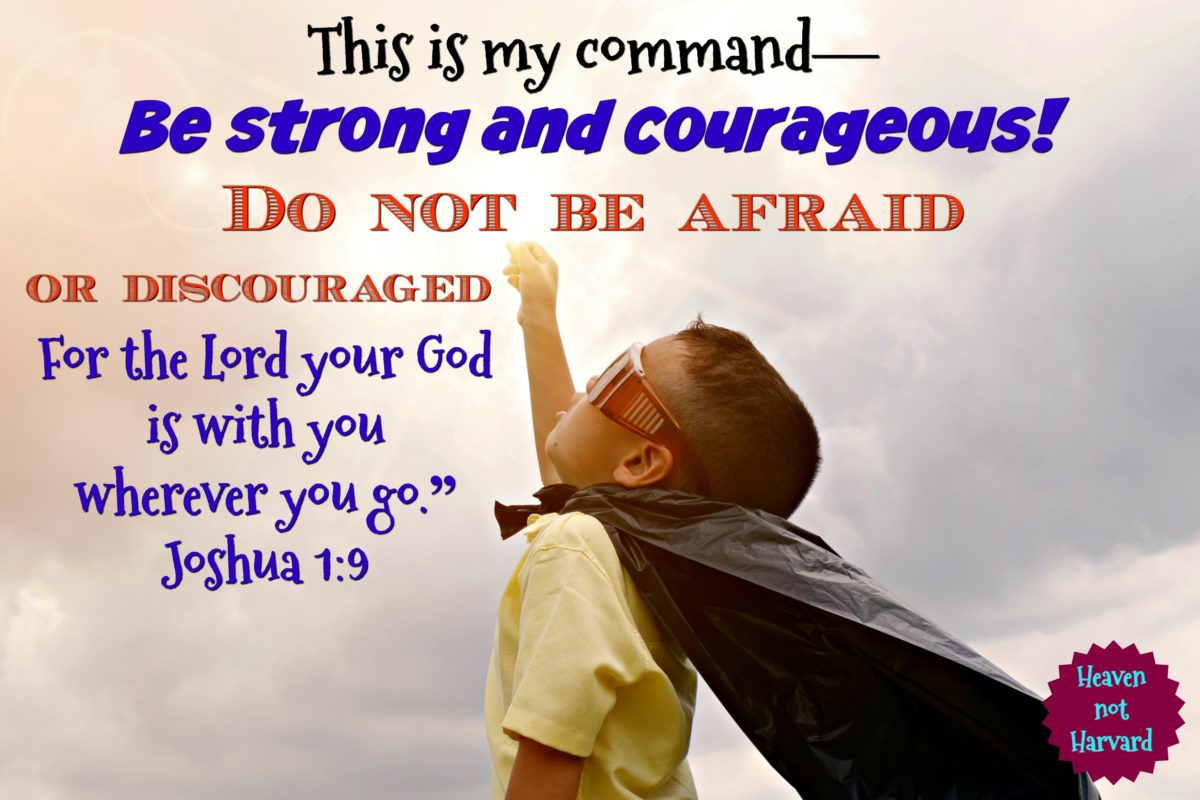 This is my command—
Be strong and courageous!
DO NOT BE AFRAID
OR DISCOURAGED
For the Lord your God
is with you
wherever you go.”
Joshua 1:9
Heaven
not
Harvard